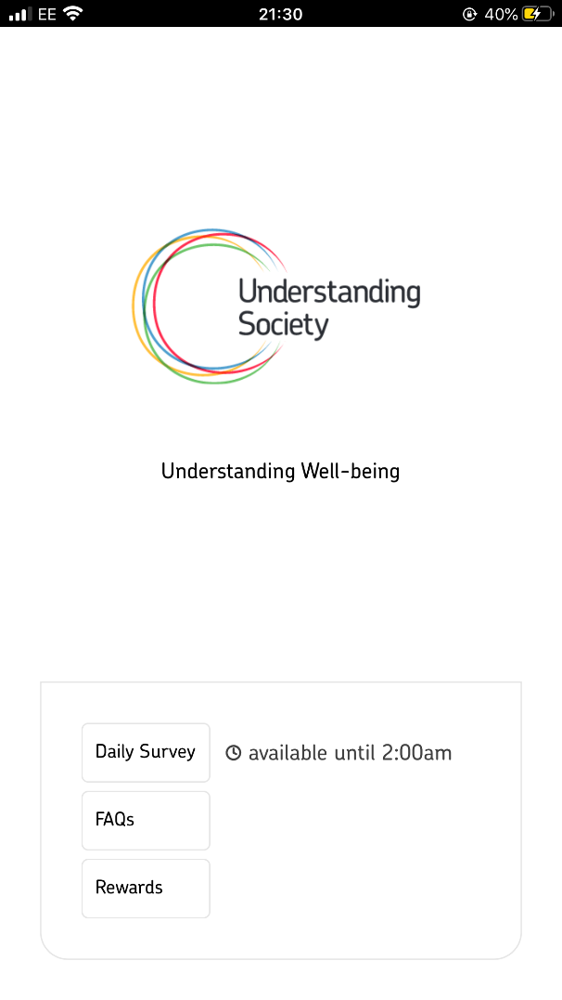 EE 21:30 40%
Understanding
Society
Understanding Well-being
Daily Survey available until 2:00am
FAQs
Rewards